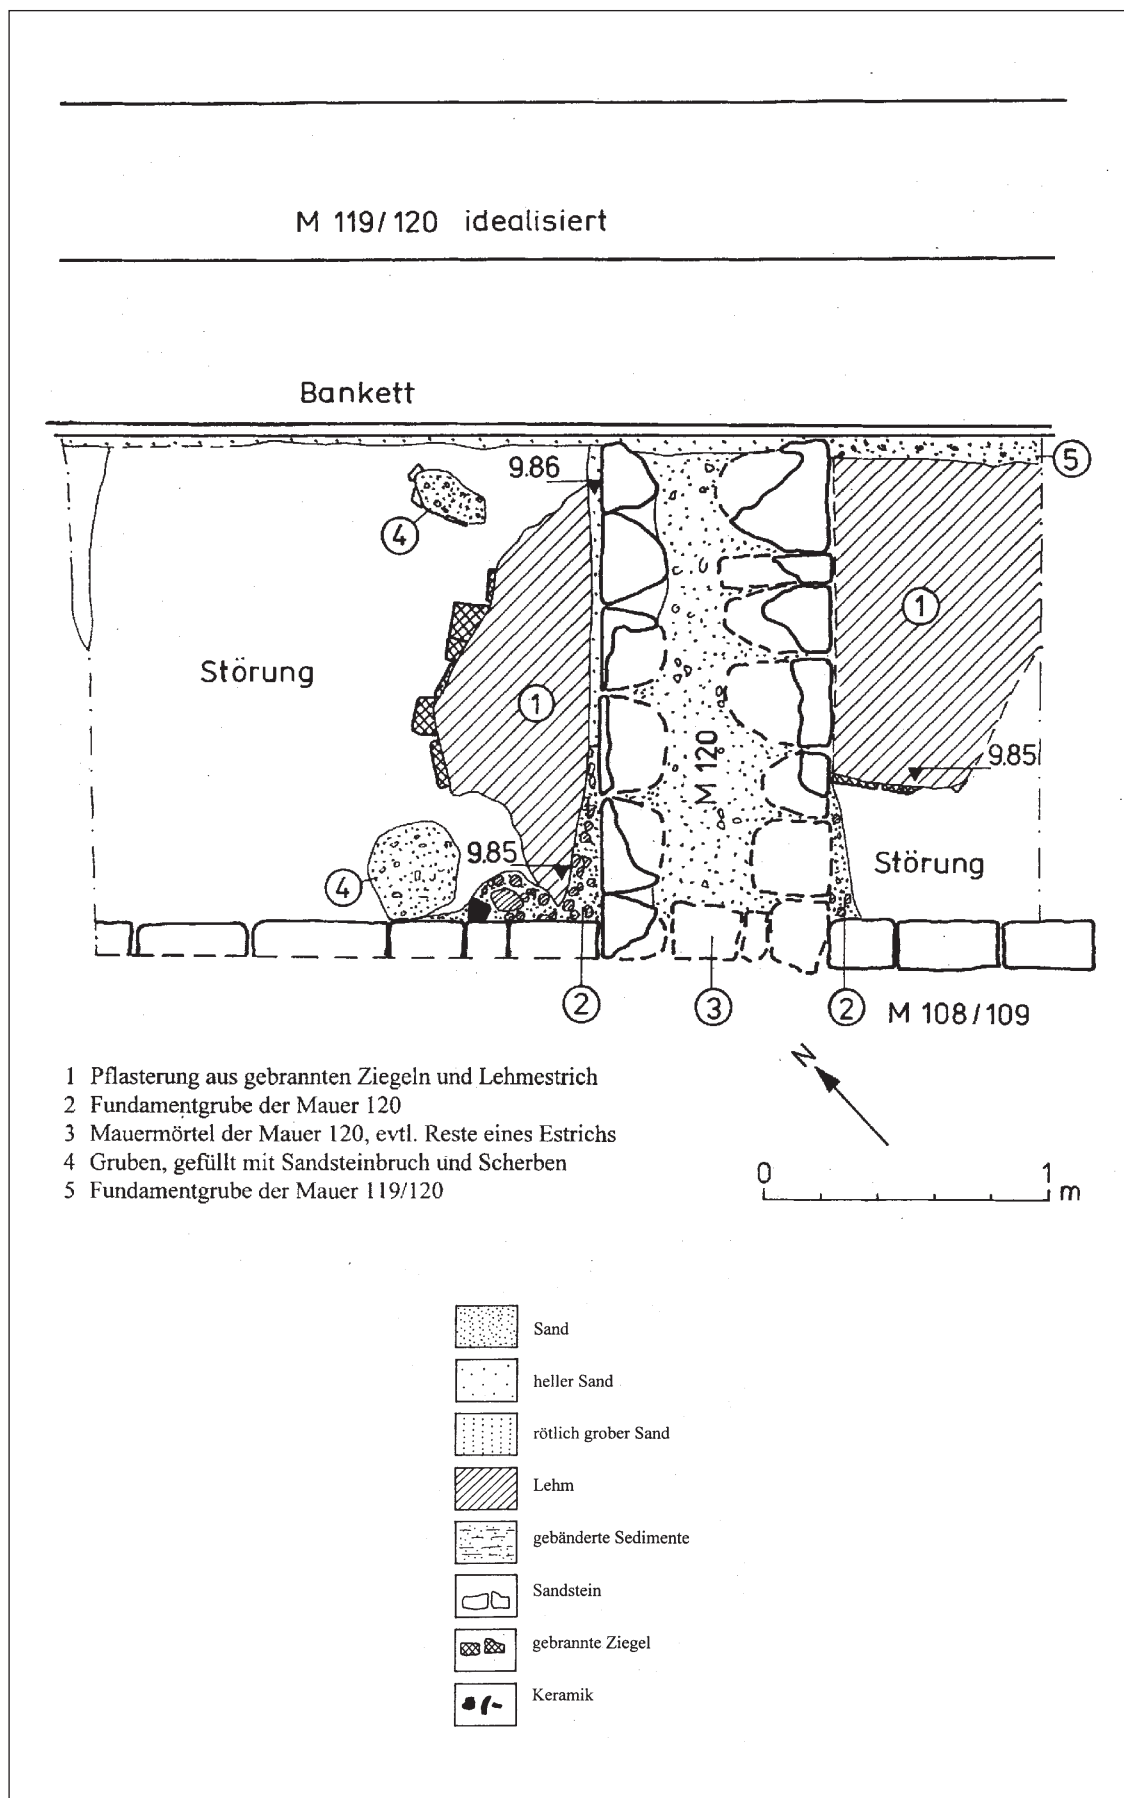 M 119/120 idealisiert
Bankett
9.86
5
4
1
Störung
1
M 120
9.85
9.85
Störung
4
2
3
2
M 108/109
1 Pflasterung aus gebrannten Ziegeln und Lehmestrich
2 Fundamentgrube der Mauer 120
3 Mauermörtel der Mauer 120, evtl. Reste eines Estrichs
4 Gruben, gefüllt mit Sandsteinbruch und Scherben
5 Fundamentgrube der Mauer 119/120
N
0 1 m
Sand
heller Sand
rötlich grober Sand
Lehm
gebänderte Sedimente
Sandstein
gebrannte Ziegel
Keramik